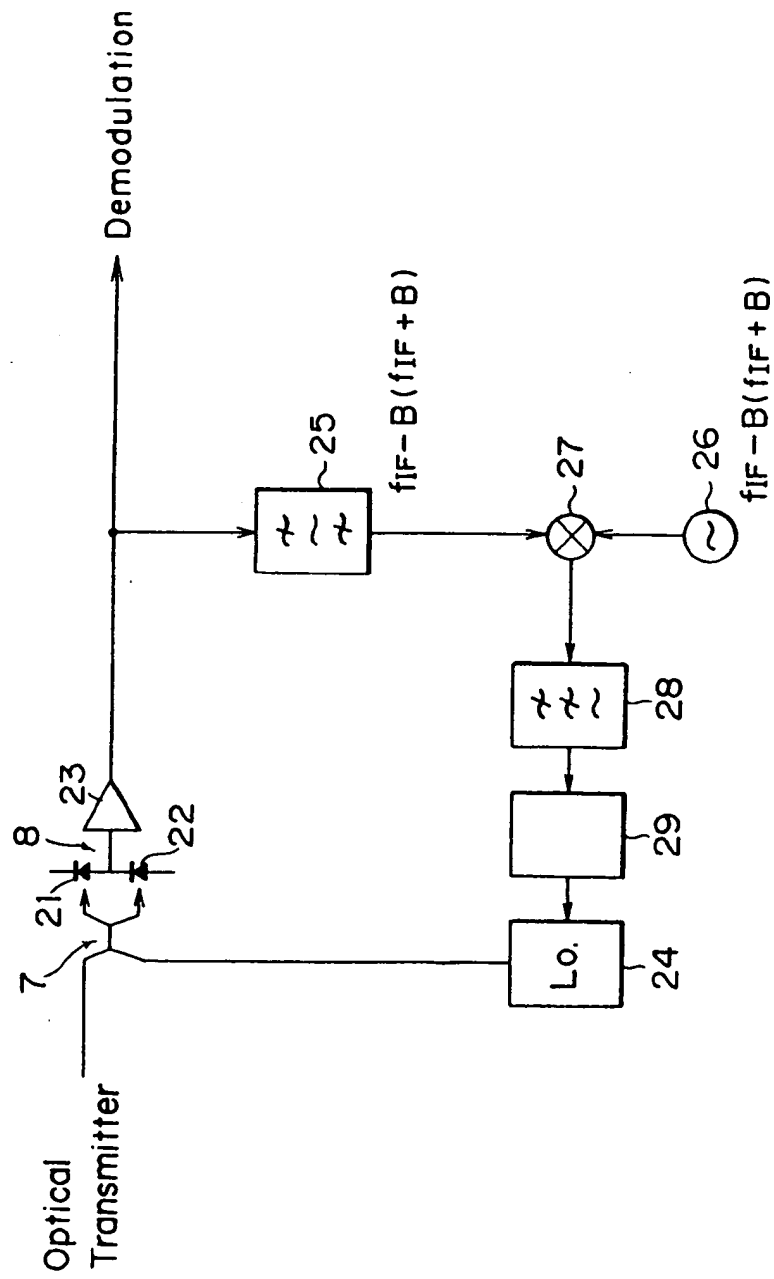 Optical
Transmitter
7
21
8
22
23
Demodulation
25
fIF-B(fIF+B)
27
26
fIF-B(fIF+B)
28
29
Lo.
24